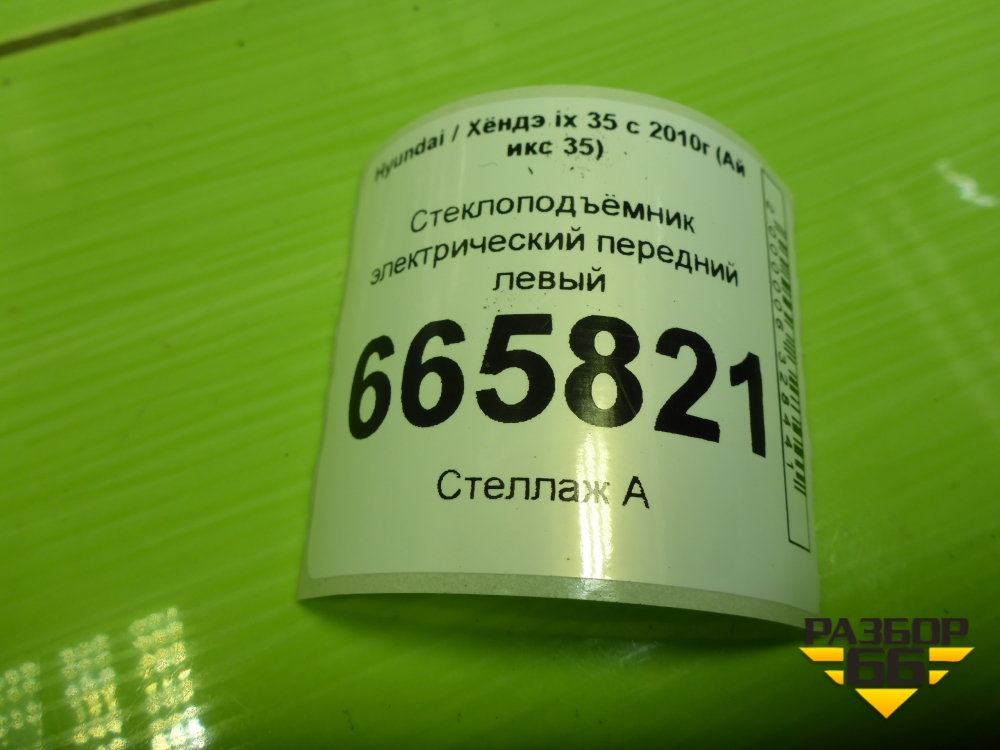 Hyundai / Хёндэ ix 35 с 2010г (Ай
икс 35)
Стеклоподъёмник
электрический передний
левый
665821
Стеллаж А
РАЗБОР
66